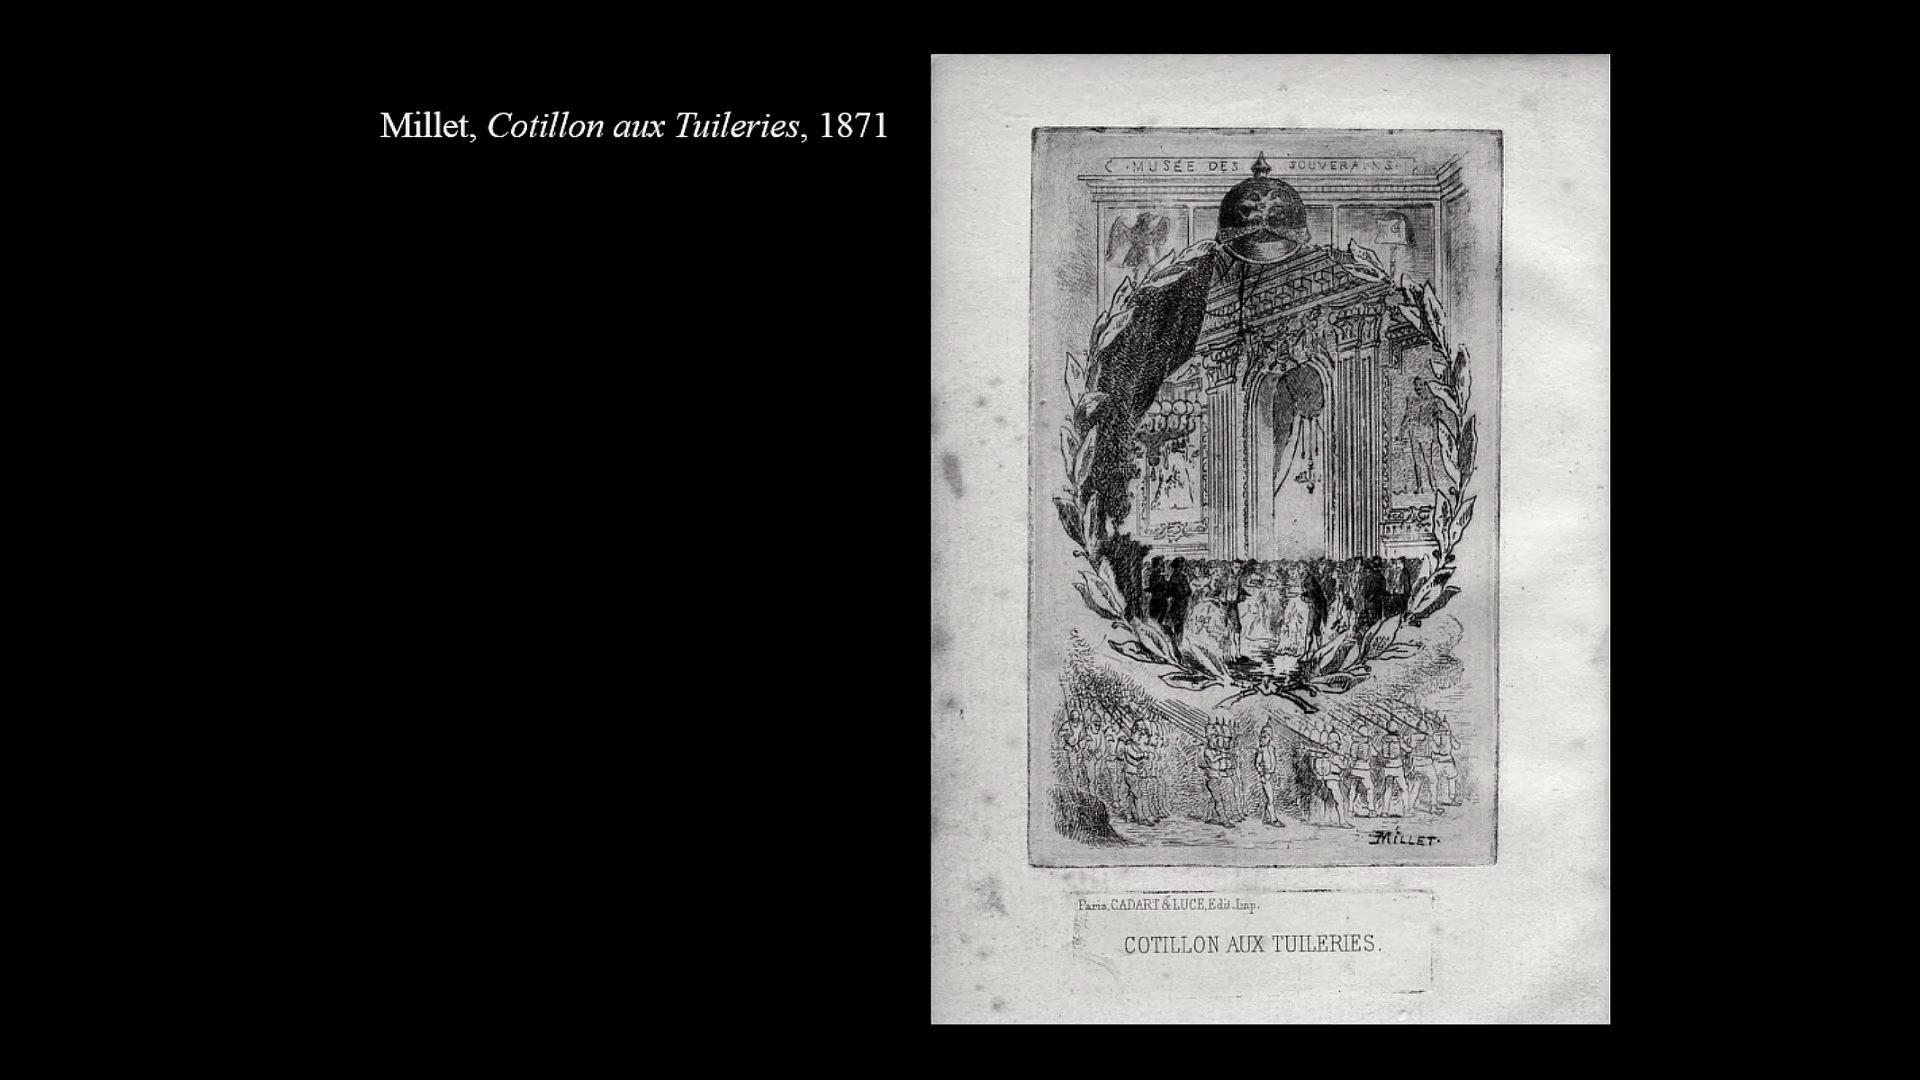 Millet, Cotillon aux Tuileries, 1871
·MUSÉE DES SOUVERAINS·
MILLET·
Paris, CADART & LUCE, Edit. Imp.
COTILLON AUX TUILERIES.